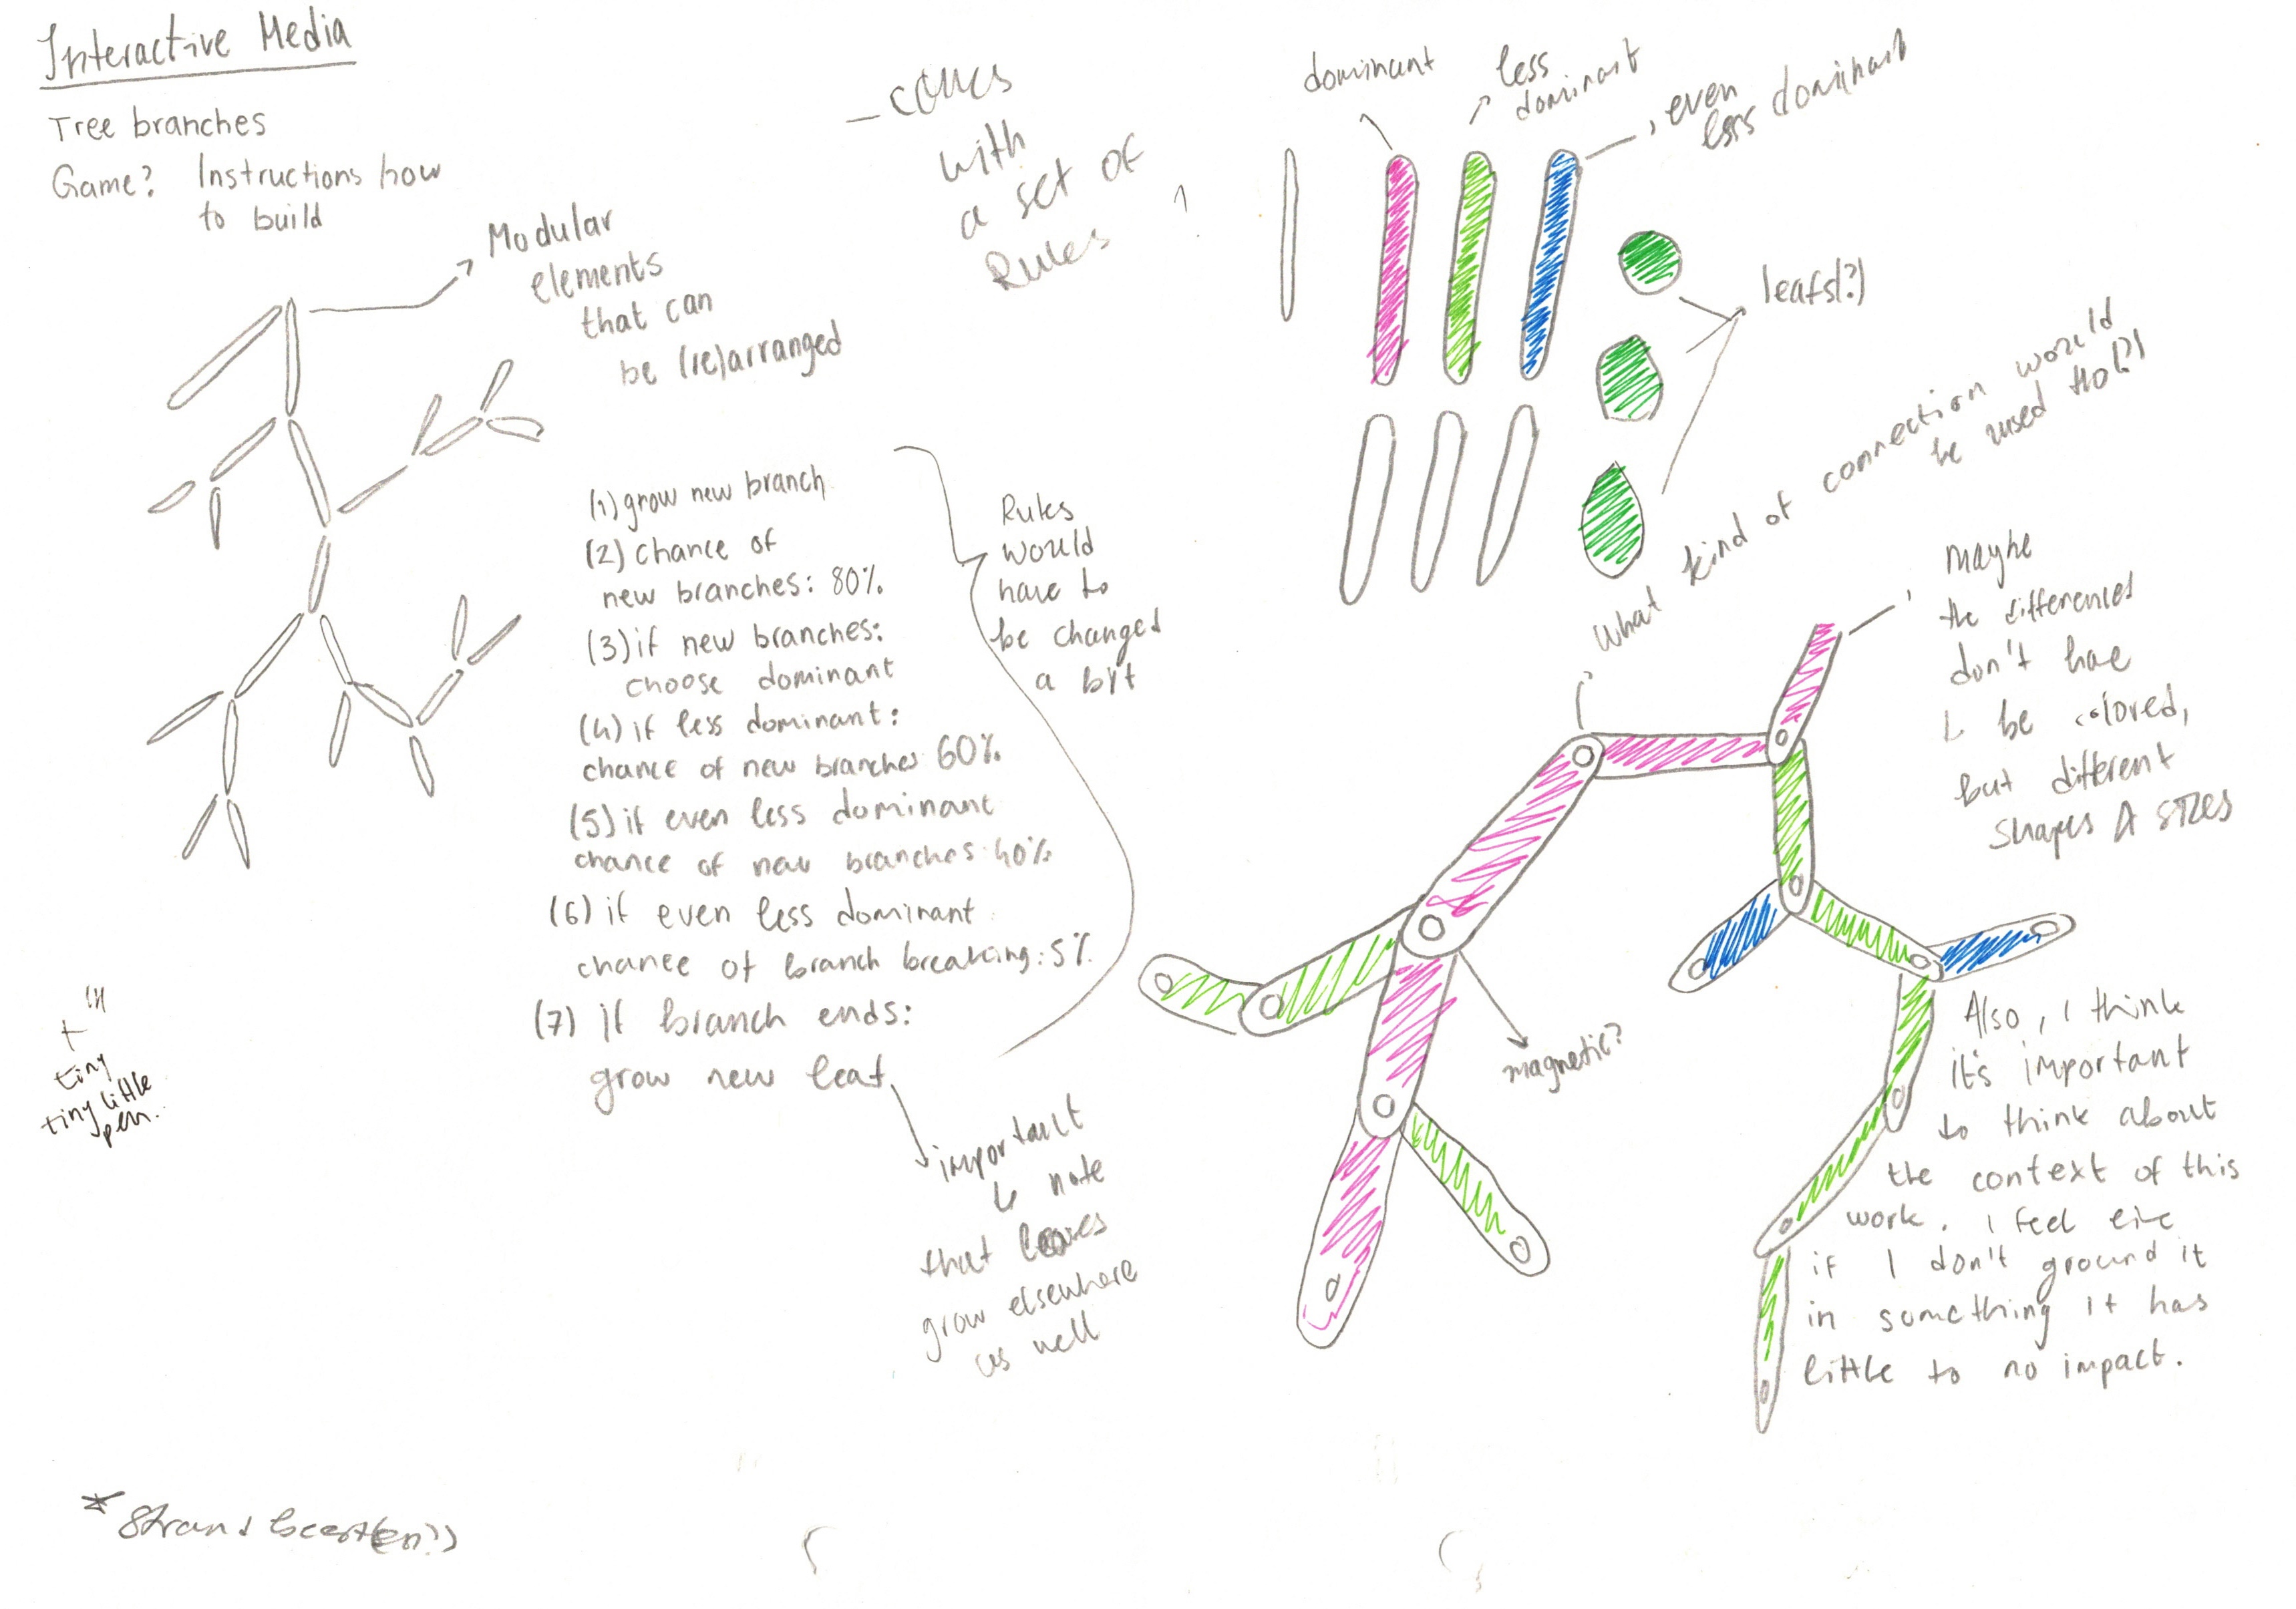 Interactive Media
Tree branches
Game? Instructions how
to build
Modular
elements
that can
be (re)arranged
– comes
with
a set of
Rules
dominant
less
dominant
even
less dominant
leafs(?)
What kind of connection would
be used tho(?)
(1) grow new branch
(2) chance of
new branches: 80%
(3) if new branches:
choose dominant
(4) if less dominant:
chance of new branches 60%
(5) if even less dominant
chance of new branches 40%
(6) if even less dominant
chance of branch breaking: 5%
(7) if branch ends:
grow new leaf
Rules
would
have to
be changed
a bit
important
to note
that leaves
grow elsewhere
as well
magnetic?
maybe
the differences
don't have
to be colored,
but different
shapes & sizes
Also, I think
it's important
to think about
the context of this
work. I feel like
if I don't ground it
in something it has
little to no impact.
tiny
tiny little
pen.
* Strandbeest(en?)